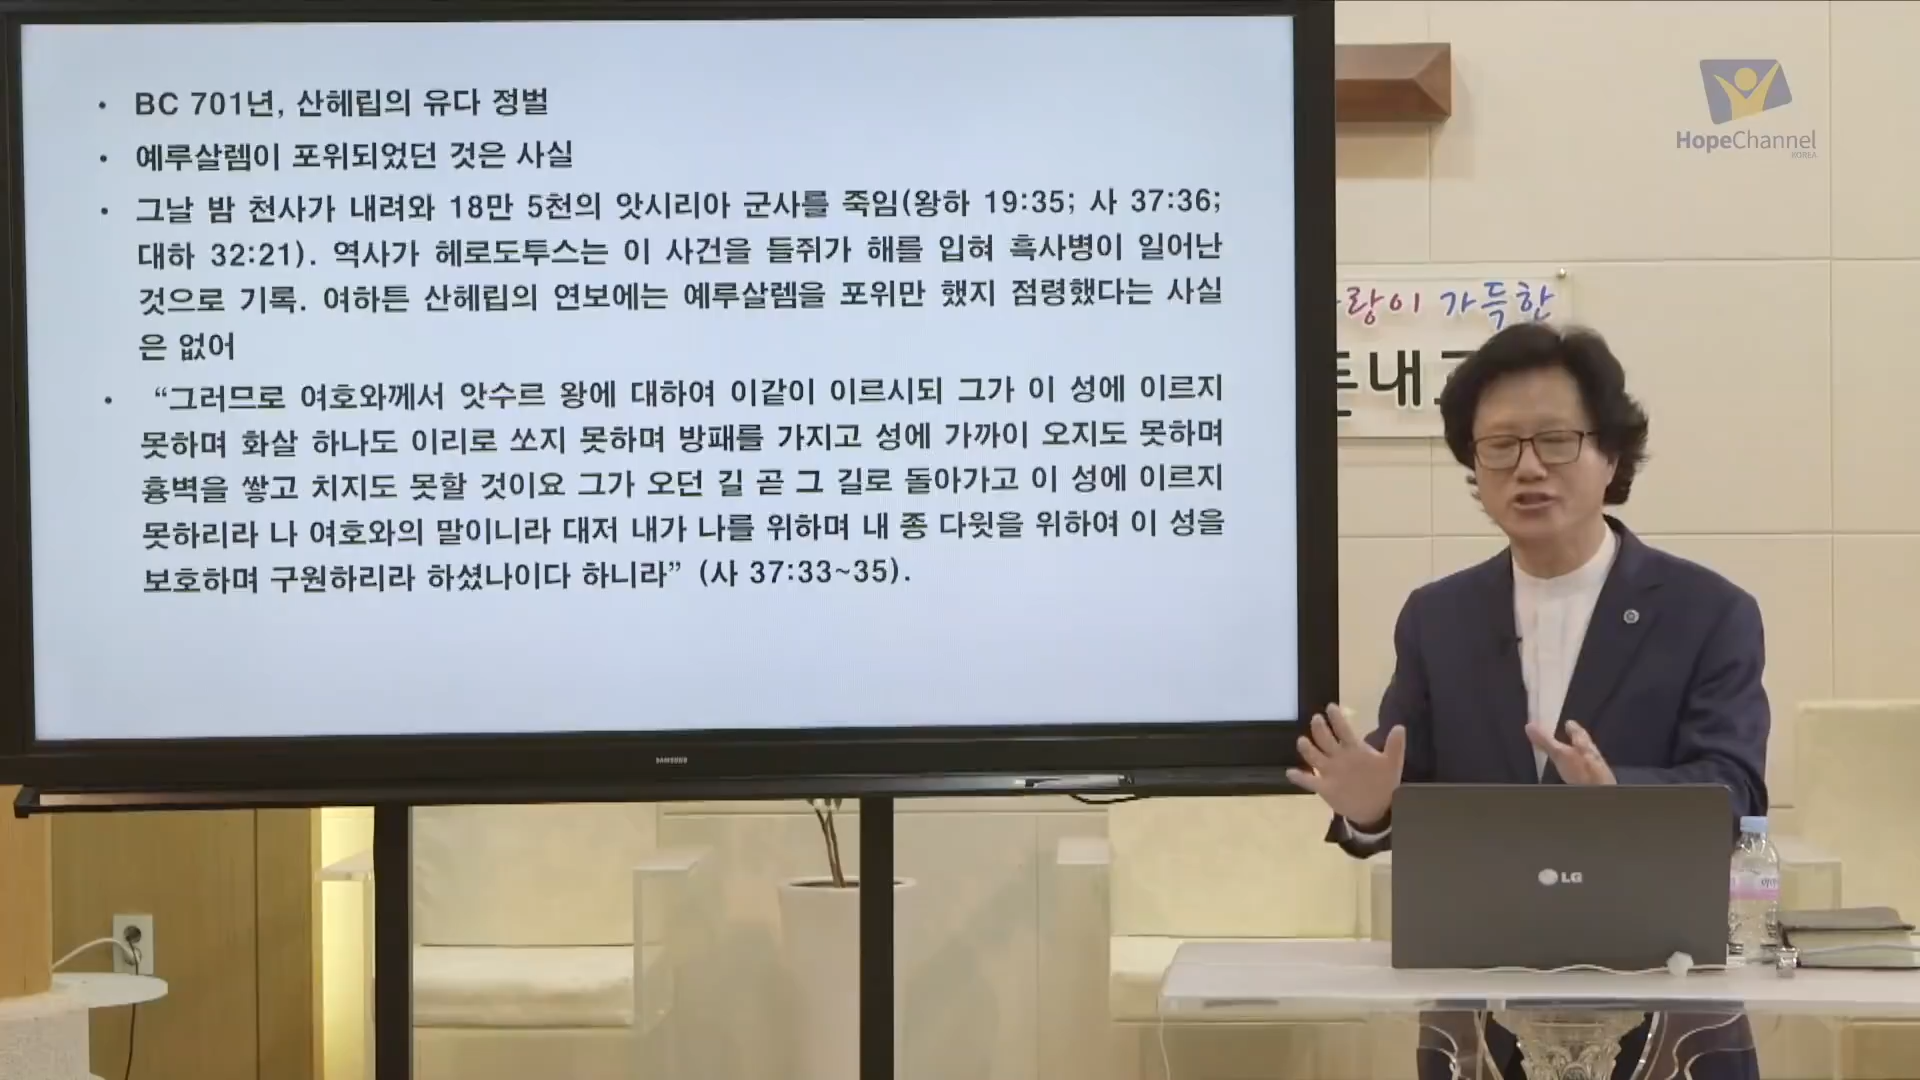 • BC 701년, 산헤립의 유다 정벌
• 예루살렘이 포위되었던 것은 사실
• 그날 밤 천사가 내려와 18만 5천의 앗시리아 군사를 죽임(왕하 19:35; 사 37:36;
대하 32:21). 역사가 헤로도투스는 이 사건을 들쥐가 해를 입혀 흑사병이 일어난
것으로 기록. 여하튼 산헤립의 연보에는 예루살렘을 포위만 했지 점령했다는 사실
은 없어
• “그러므로 여호와께서 앗수르 왕에 대하여 이같이 이르시되 그가 이 성에 이르지
못하며 화살 하나도 이리로 쏘지 못하며 방패를 가지고 성에 가까이 오지도 못하며
흉벽을 쌓고 치지도 못할 것이요 그가 오던 길 곧 그 길로 돌아가고 이 성에 이르지
못하리라 나 여호와의 말이니라 대저 내가 나를 위하며 내 종 다윗을 위하여 이 성을
보호하며 구원하리라 하셨나이다 하니라” (사 37:33~35).
SAMSUNG
HopeChannel
KOREA
가득한
LG